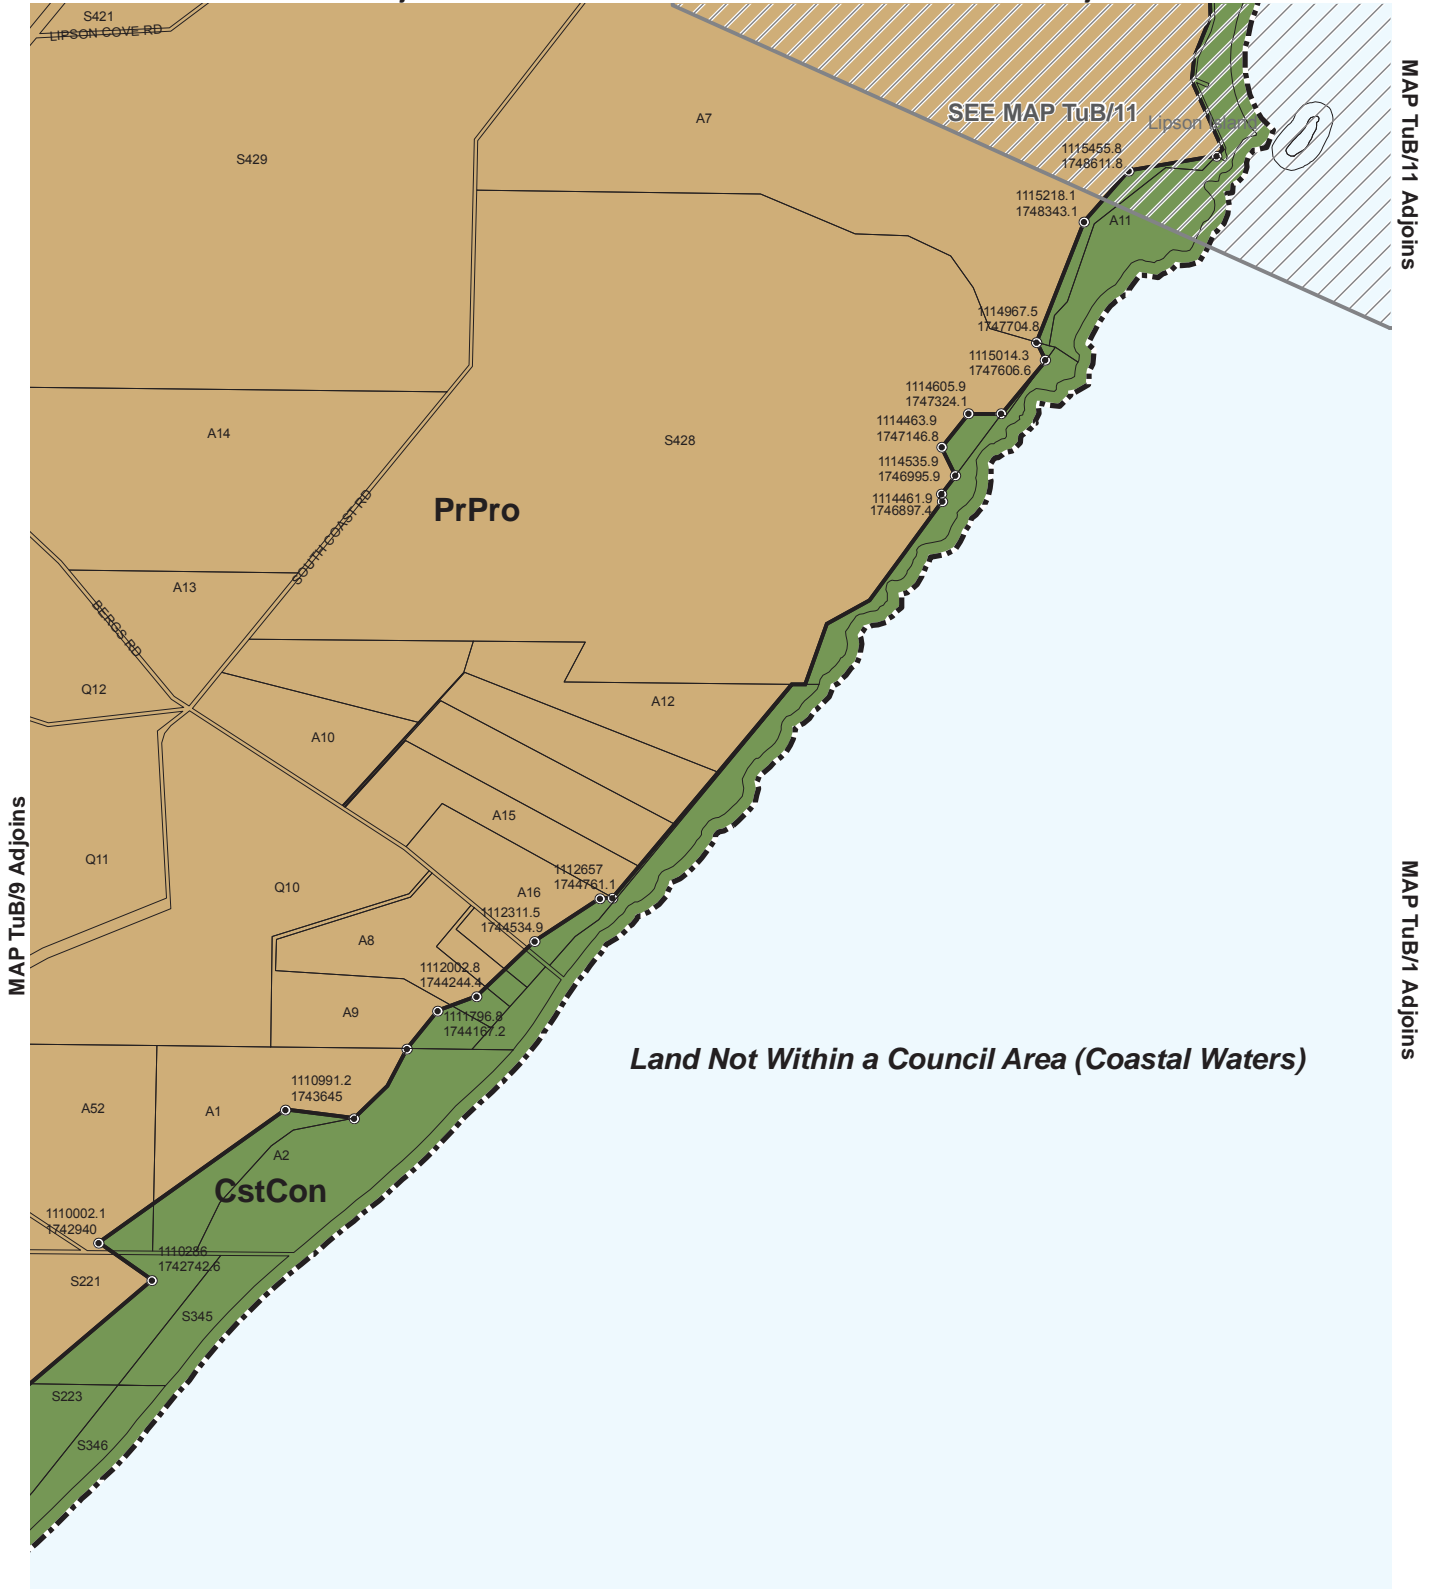 S421
LIPSON COVE RD
MAP TuB/11 Adjoins
A7
SEE MAP TuB/11
Lipson Island
S429
1115455.8
1748611.8
1115218.1
1748343.1
A11
1114967.5
1747704.8
1115014.3
1747606.6
1114605.9
1747324.1
1114463.9
1747146.8
A14
S428
1114535.9
1746995.9
1114461.9
1746897.4
PrPro
SOUTH COAST RD
A13
BERGS RD
Q12
A12
A10
MAP TuB/9 Adjoins
A15
Q11
Q10
1112657
1744761.1
A16
1112311.5
1744534.9
MAP TuB/1 Adjoins
A8
1112002.8
1744244.4
A9
1111796.8
1744167.2
Land Not Within a Council Area (Coastal Waters)
1110991.2
1743645
A52
A1
A2
CstCon
1110002.1
1742940
1110286
1742742.6
S221
S345
S223
S346